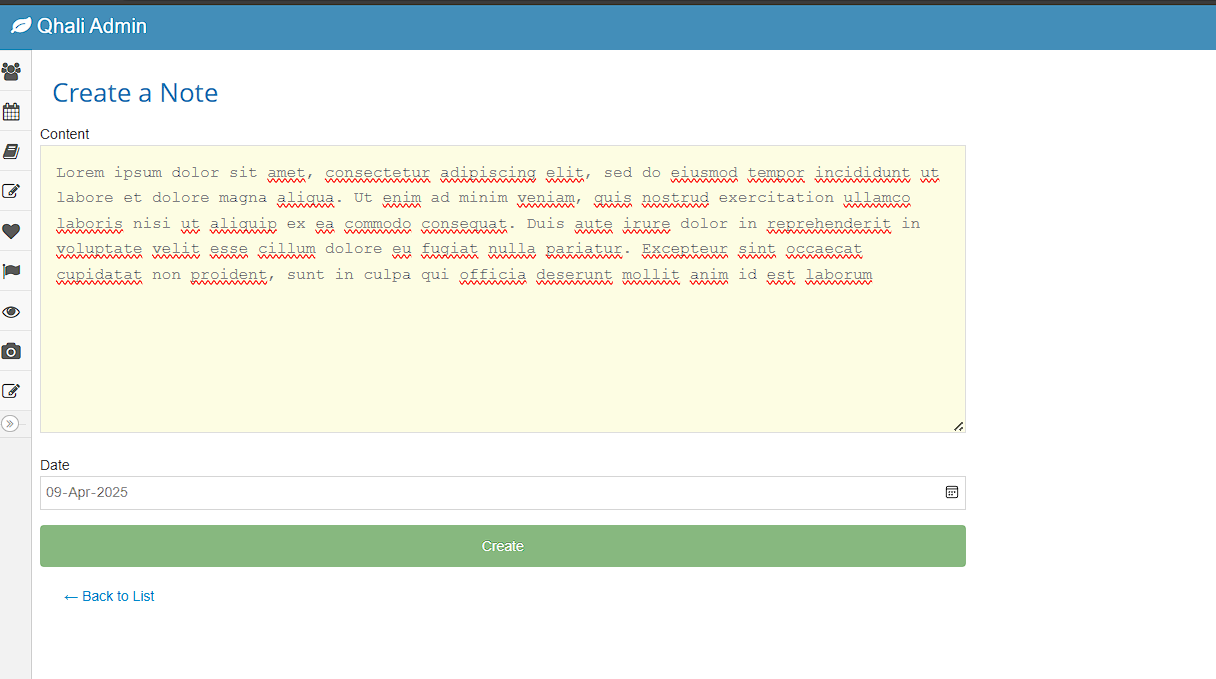 Qhali Admin
Create a Note
Content
Lorem ipsum dolor sit amet, consectetur adipiscing elit, sed do eiusmod tempor incididunt ut
labore et dolore magna aliqua. Ut enim ad minim veniam, quis nostrud exercitation ullamco
laboris nisi ut aliquip ex ea commodo consequat. Duis aute irure dolor in reprehenderit in
voluptate velit esse cillum dolore eu fugiat nulla pariatur. Excepteur sint occaecat
cupidatat non proident, sunt in culpa qui officia deserunt mollit anim id est laborum
Date
09-Apr-2025
Create
← Back to List